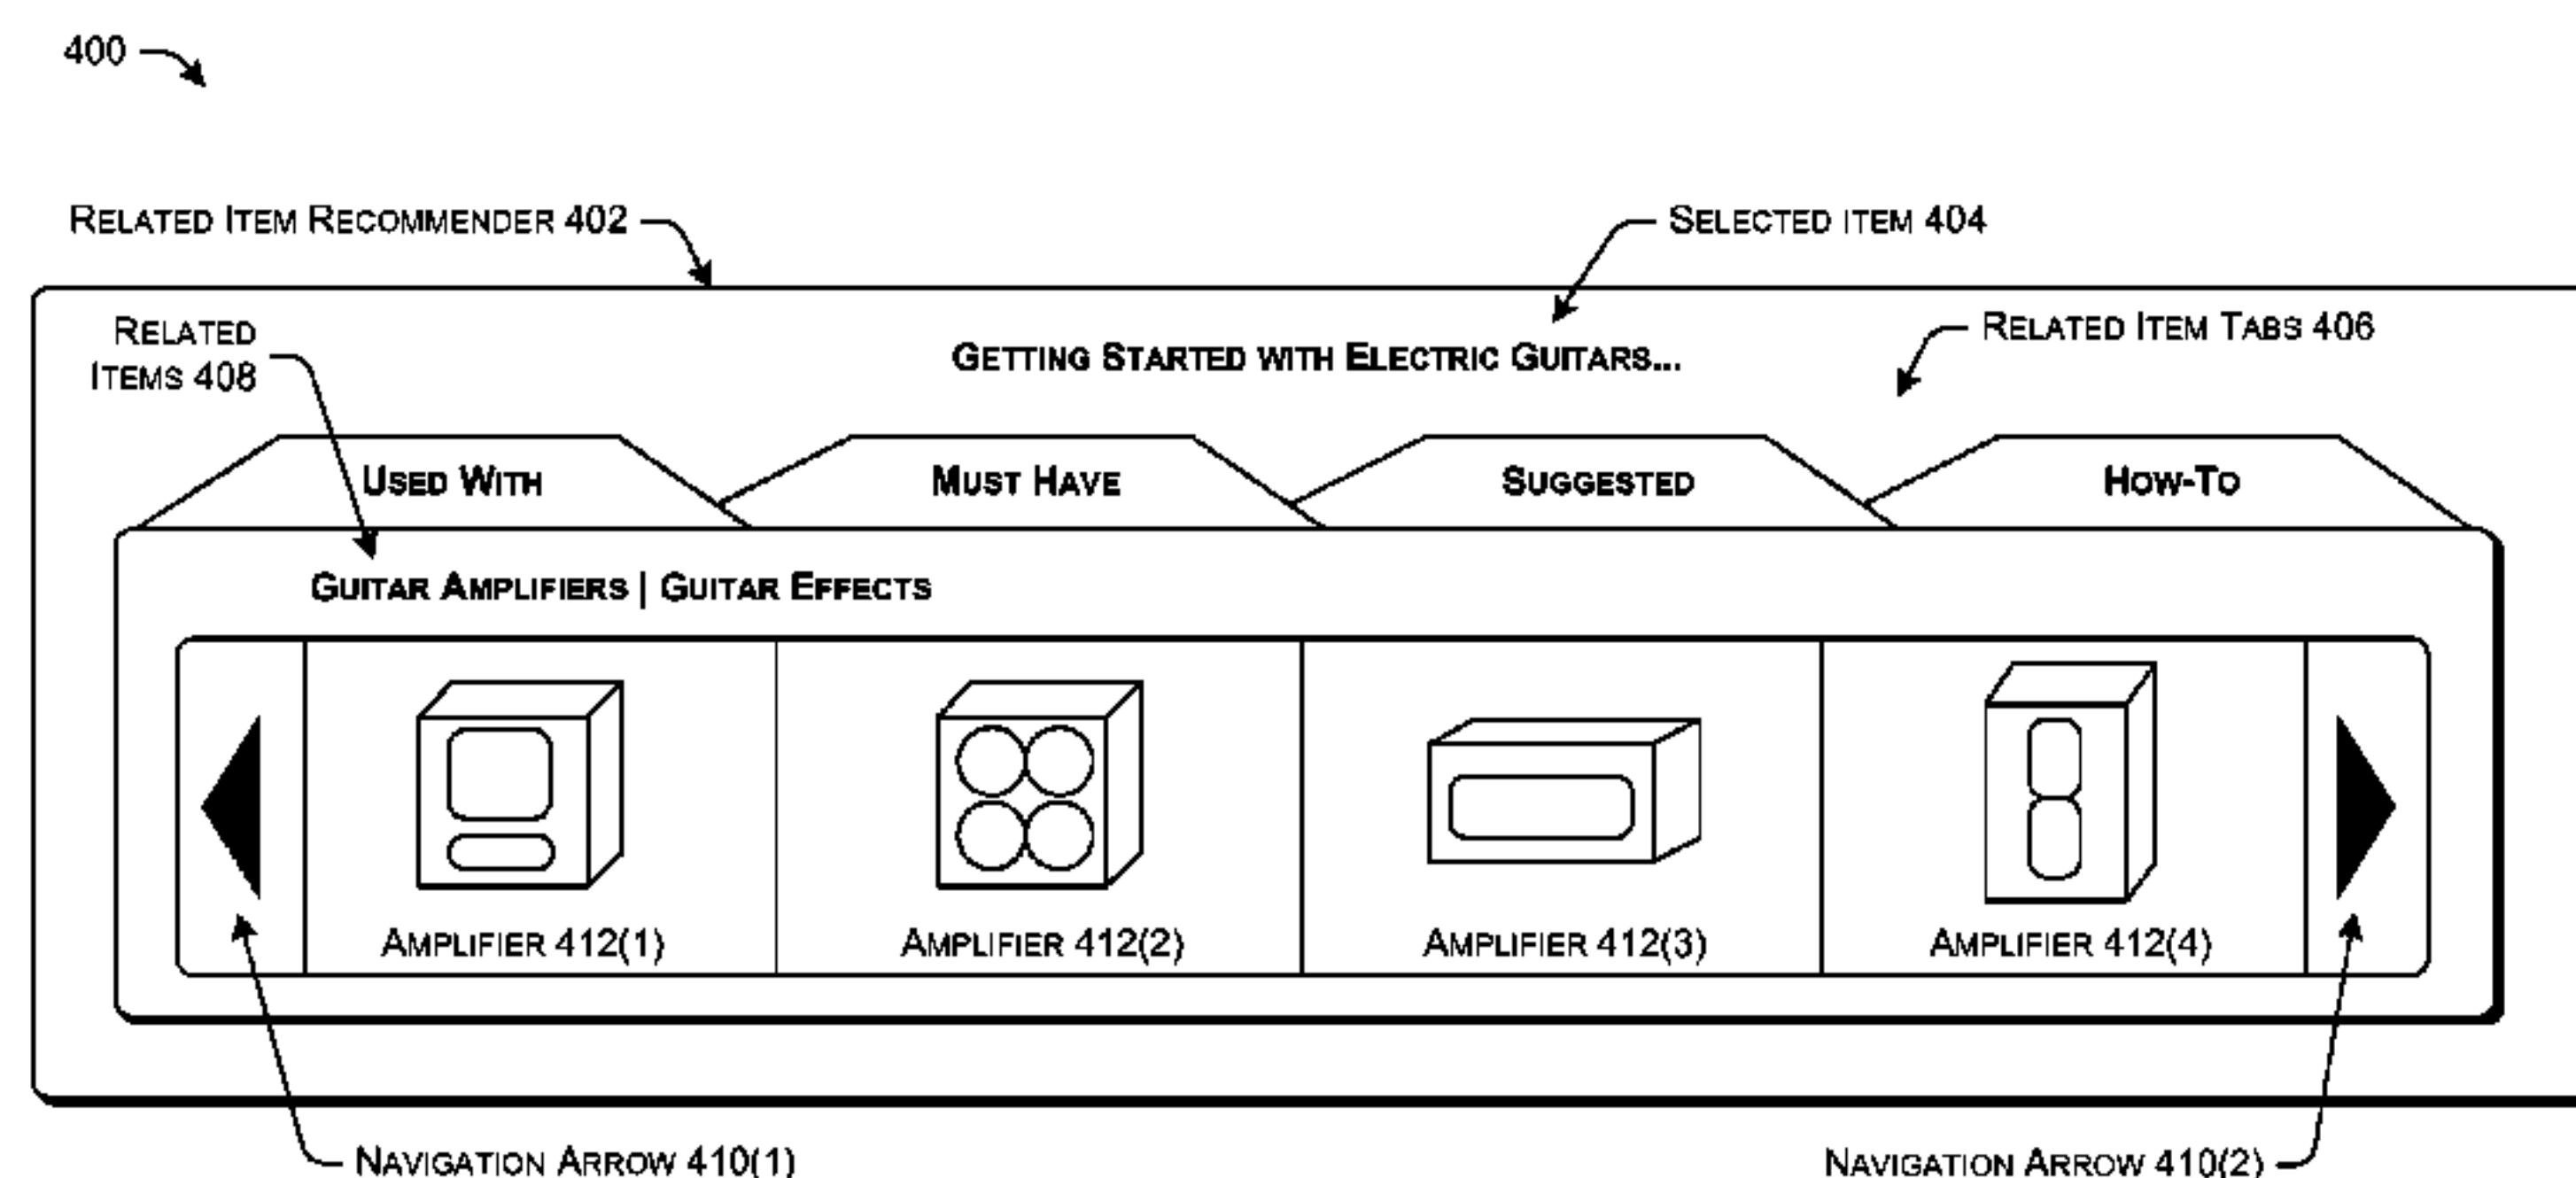 400
RELATED ITEM RECOMMENDER 402
SELECTED ITEM 404
RELATED
ITEMS 408
GETTING STARTED WITH ELECTRIC GUITARS...
RELATED ITEM TABS 406
USED WITH
MUST HAVE
SUGGESTED
HOW-TO
GUITAR AMPLIFIERS | GUITAR EFFECTS
AMPLIFIER 412(1)
AMPLIFIER 412(2)
AMPLIFIER 412(3)
AMPLIFIER 412(4)
NAVIGATION ARROW 410(1)
NAVIGATION ARROW 410(2)